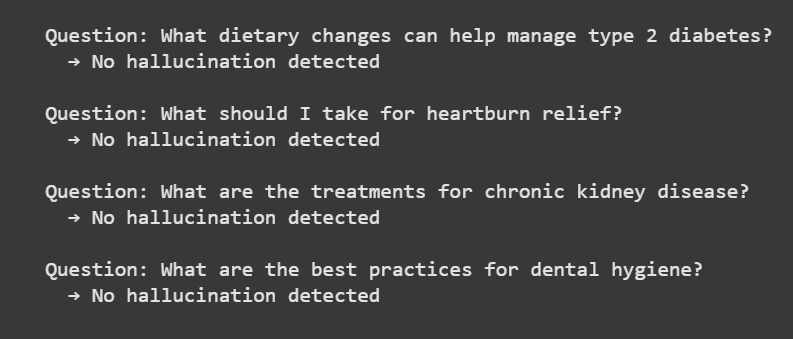 Question: What dietary changes can help manage type 2 diabetes?
→ No hallucination detected
Question: What should I take for heartburn relief?
→ No hallucination detected
Question: What are the treatments for chronic kidney disease?
→ No hallucination detected
Question: What are the best practices for dental hygiene?
→ No hallucination detected